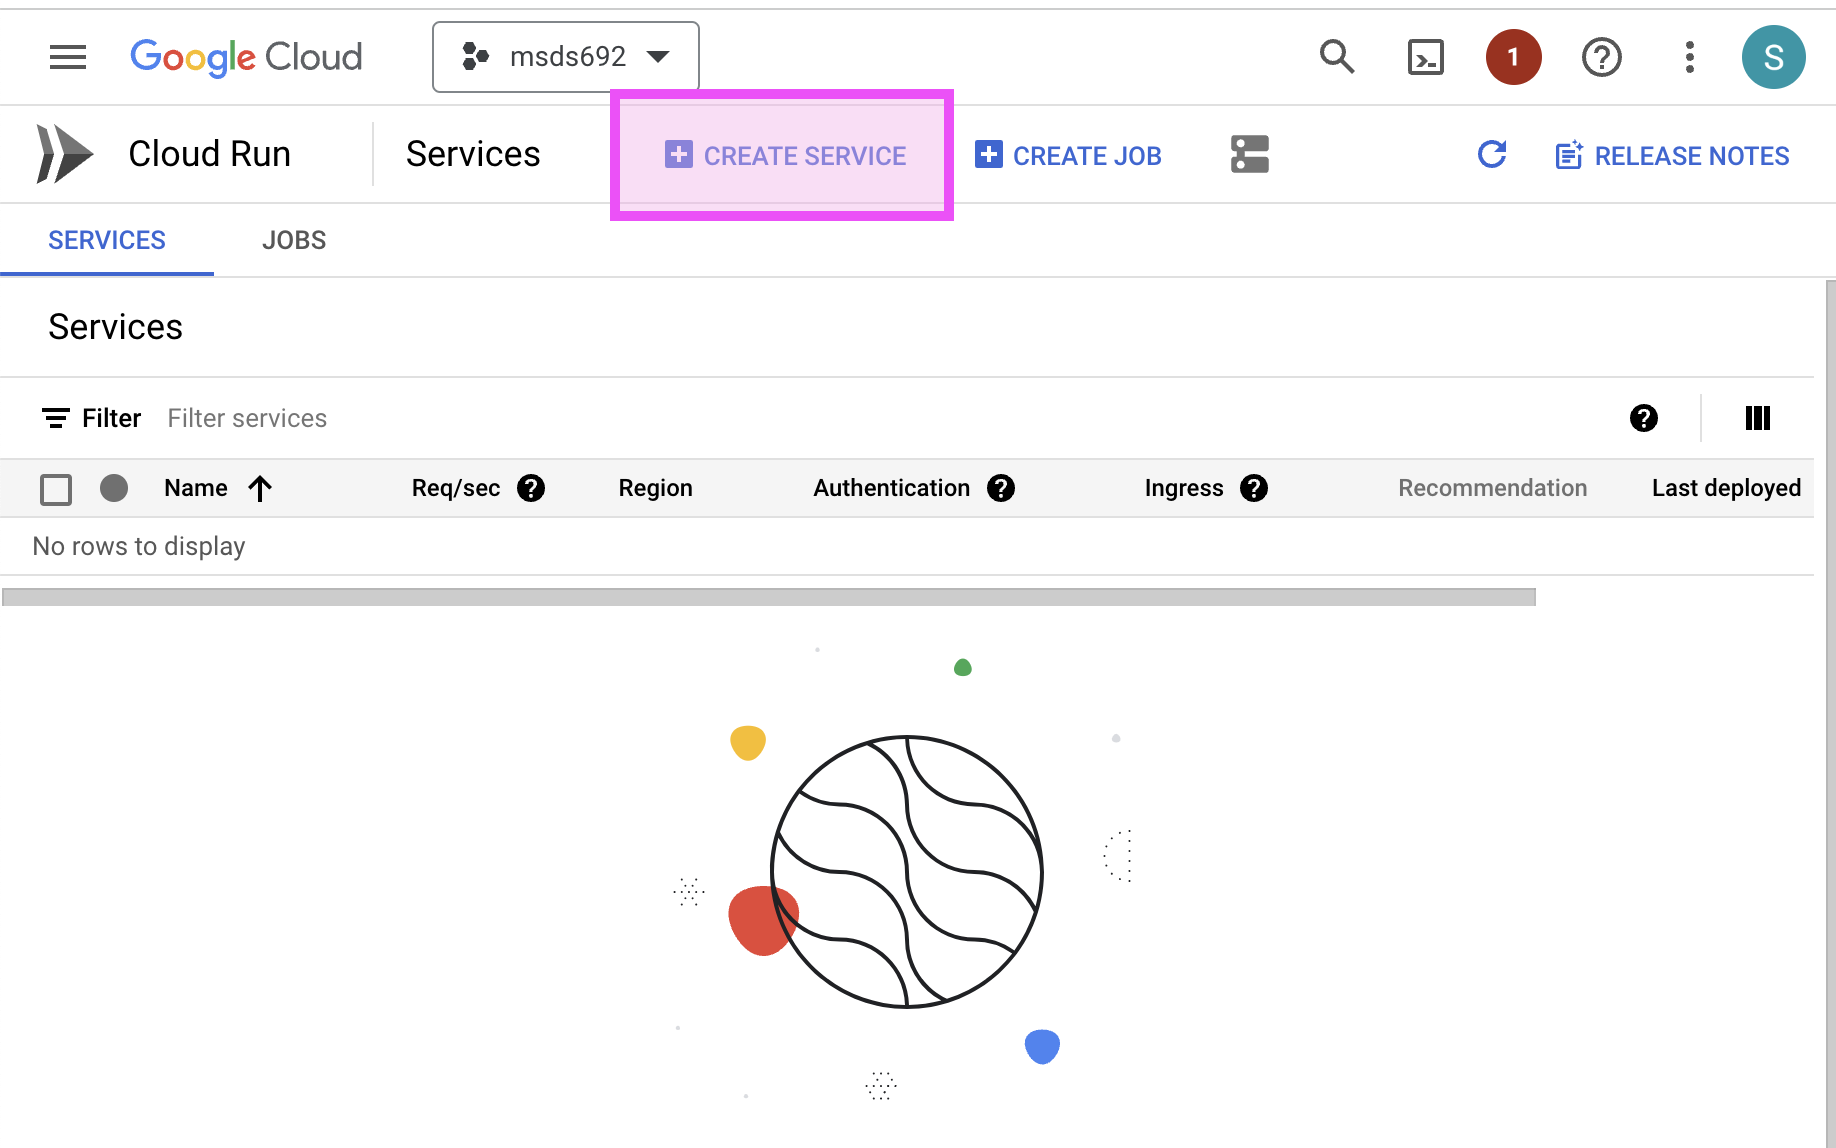 Google Cloud
msds692
1
S
Cloud Run
Services
CREATE SERVICE
CREATE JOB
RELEASE NOTES
SERVICES
JOBS
Services
Filter
Filter services
Name
Req/sec
Region
Authentication
Ingress
Recommendation
Last deployed
No rows to display